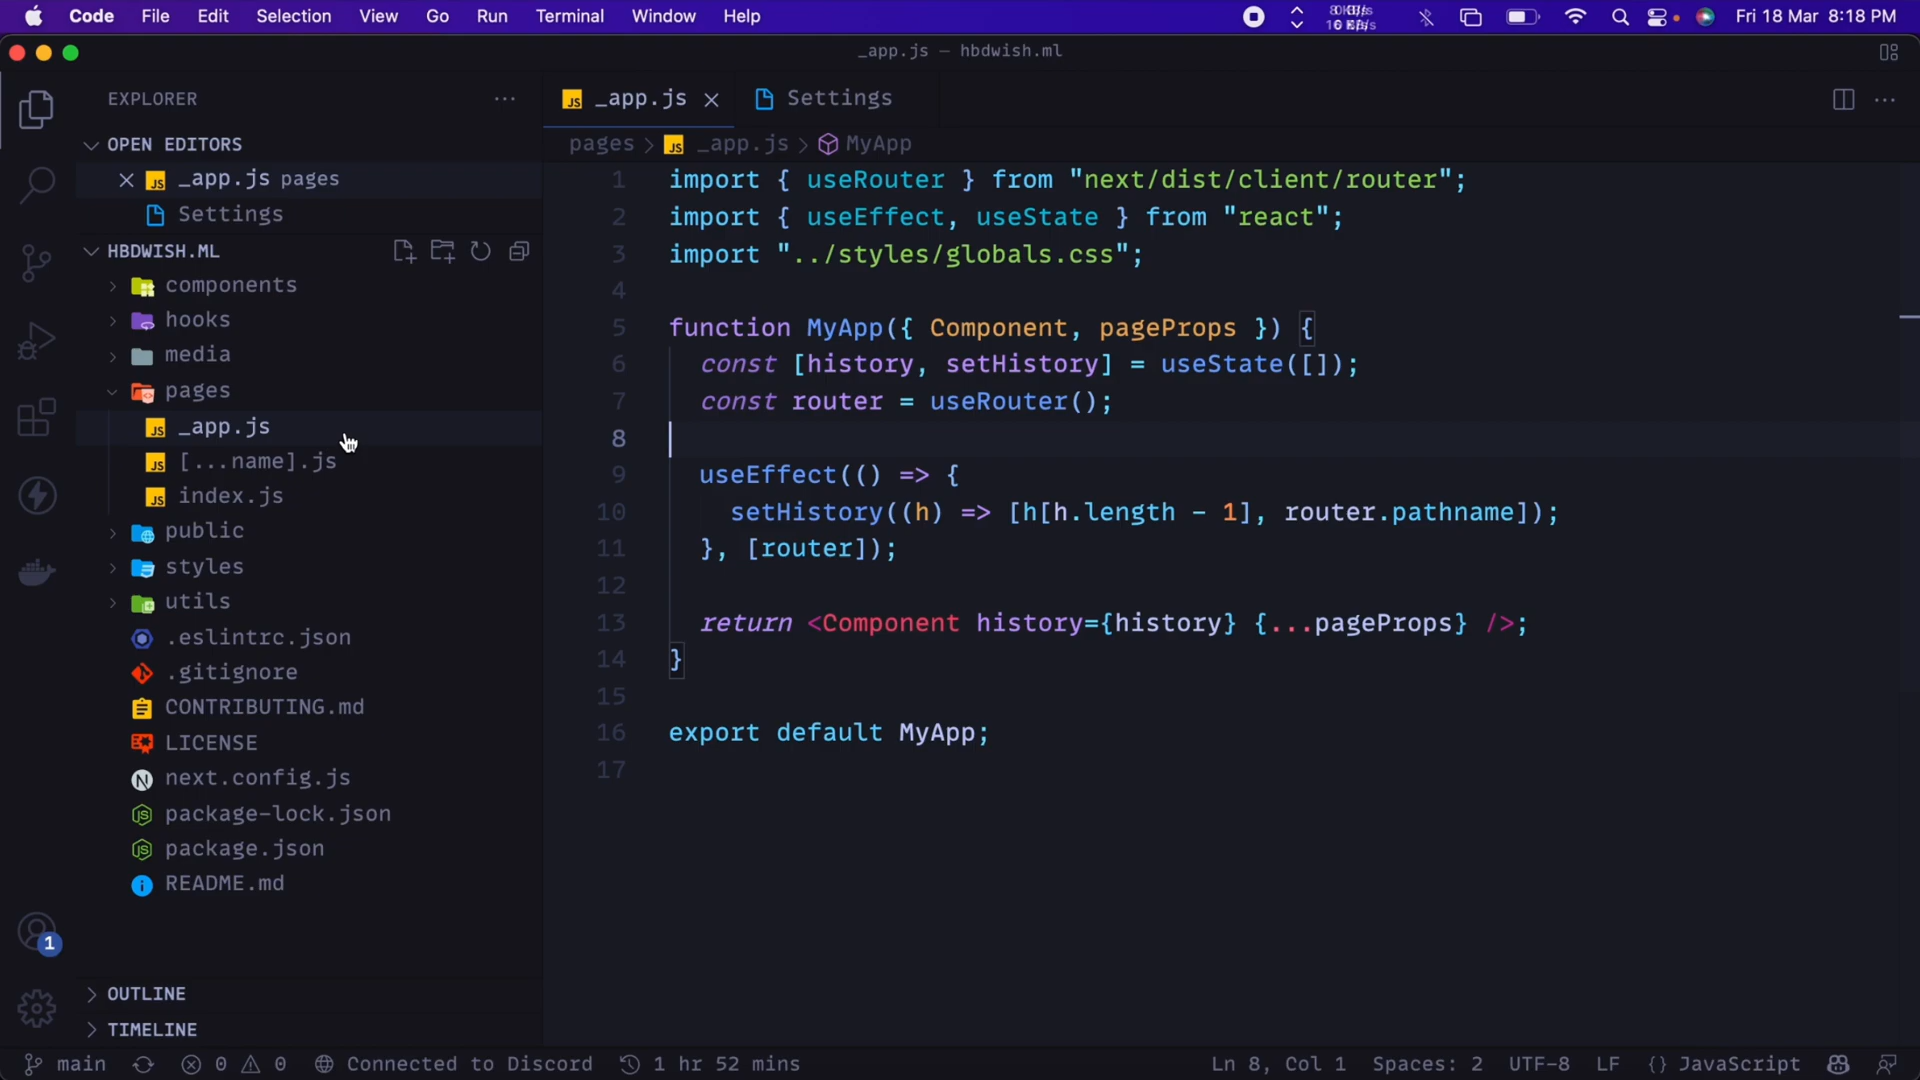 Code File Edit Selection View Go Run Terminal Window Help Fri 18 Mar 8:18 PM
_app.js — hbdwish.ml
EXPLORER
OPEN EDITORS
_app.js pages
Settings
HBDWISH.ML
components
hooks
media
pages
_app.js
[...name].js
index.js
public
styles
utils
.eslintrc.json
.gitignore
CONTRIBUTING.md
LICENSE
next.config.js
package-lock.json
package.json
README.md
OUTLINE
TIMELINE
1
_app.js Settings
pages > _app.js > MyApp
1 import { useRouter } from "next/dist/client/router";
2 import { useEffect, useState } from "react";
3 import "../styles/globals.css";
4
5 function MyApp({ Component, pageProps }) {
6 const [history, setHistory] = useState([]);
7 const router = useRouter();
8
9 useEffect(() => {
10 setHistory((h) => [h[h.length - 1], router.pathname]);
11 }, [router]);
12
13 return <Component history={history} {...pageProps} />;
14 }
15
16 export default MyApp;
17
main 0 0 Connected to Discord 1 hr 52 mins Ln 8, Col 1 Spaces: 2 UTF-8 LF {} JavaScript